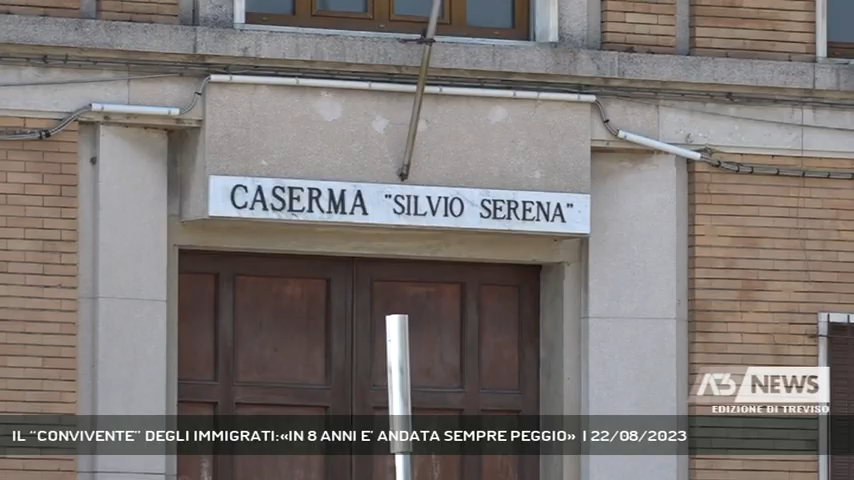 CASERMA "SILVIO SERENA"
A3 NEWS
EDIZIONE DI TREVISO
IL “CONVIVENTE” DEGLI IMMIGRATI:«IN 8 ANNI E' ANDATA SEMPRE PEGGIO» | 22/08/2023